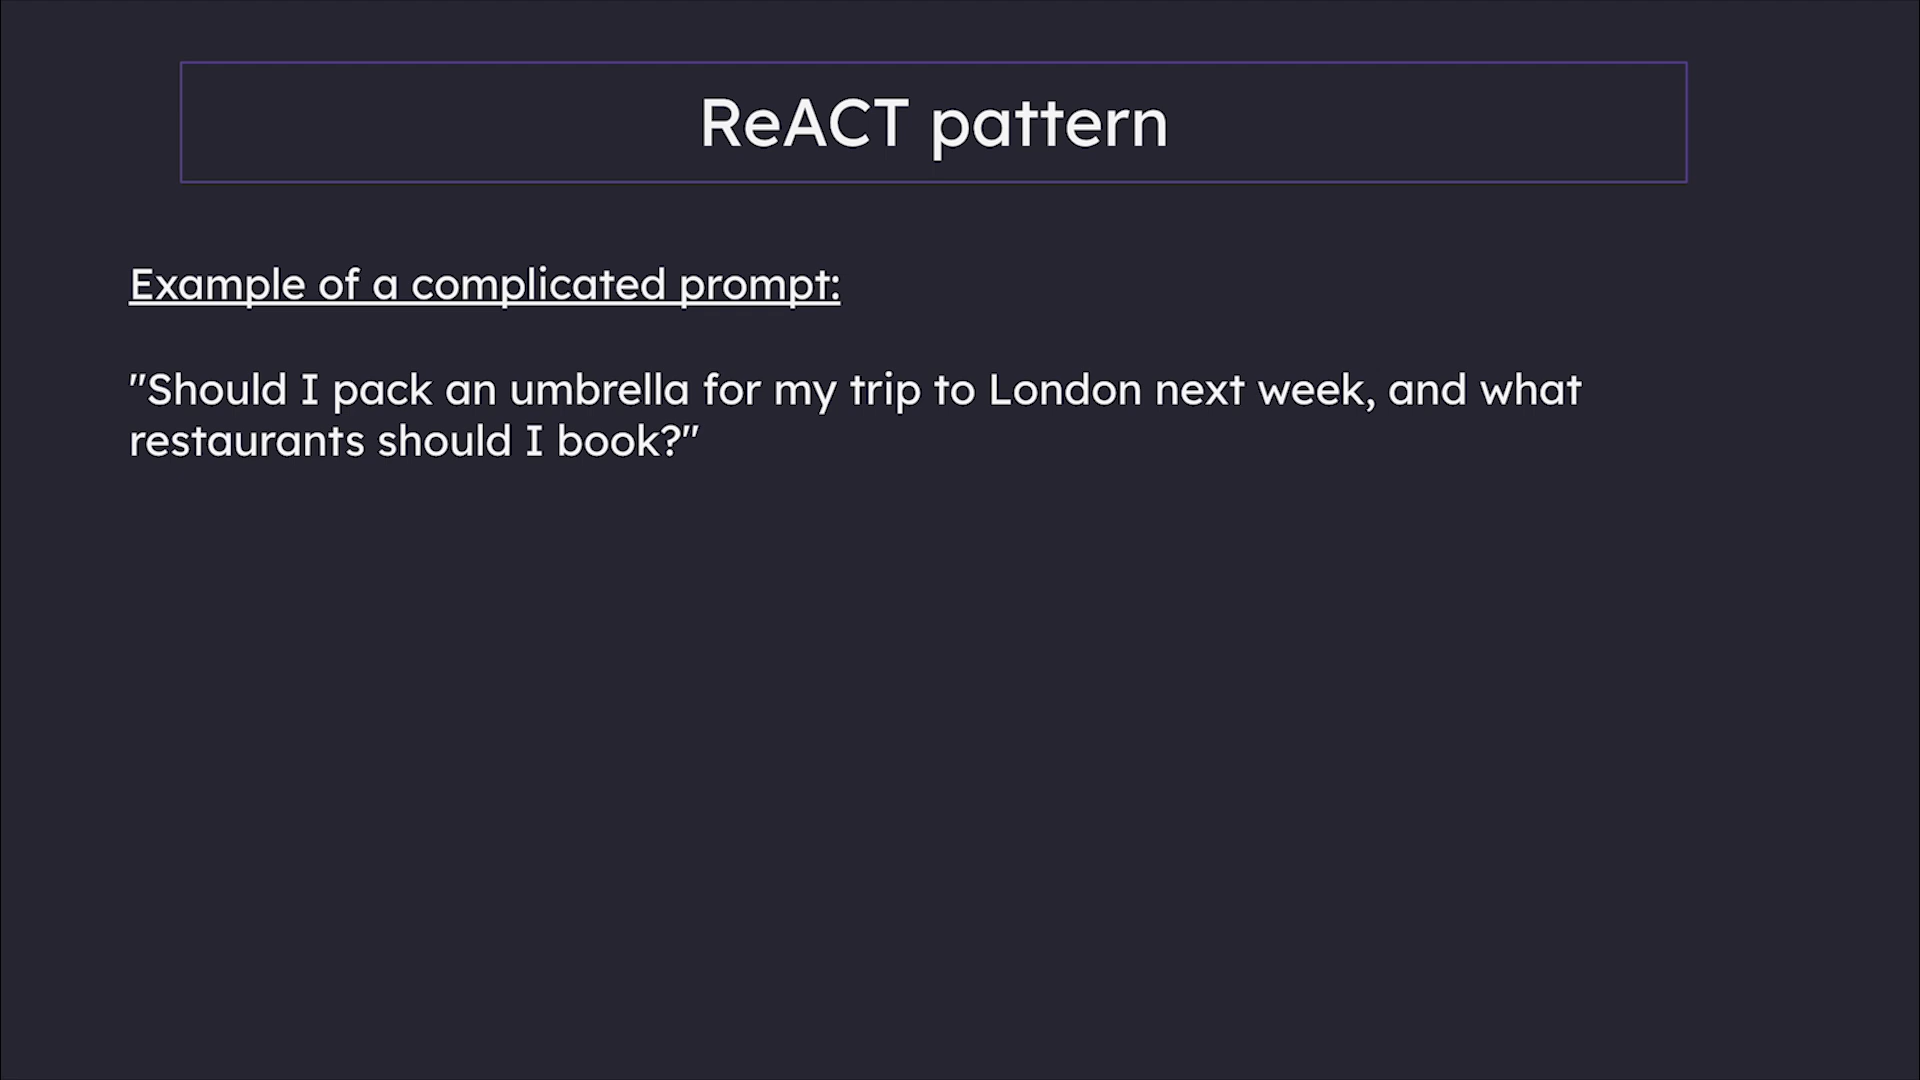 ReACT pattern
Example of a complicated prompt:
"Should I pack an umbrella for my trip to London next week, and what
restaurants should I book?"